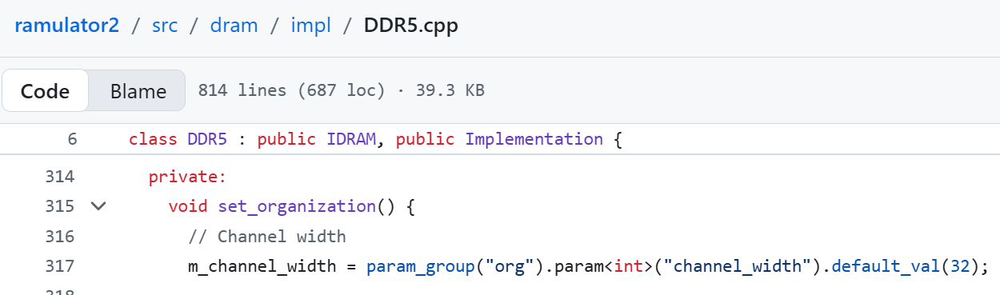 ramulator2 / src / dram / impl / DDR5.cpp
Code Blame 814 lines (687 loc) · 39.3 KB
6 class DDR5 : public IDRAM, public Implementation {
314 private:
315 void set_organization() {
316 // Channel width
317 m_channel_width = param_group("org").param<int>("channel_width").default_val(32);